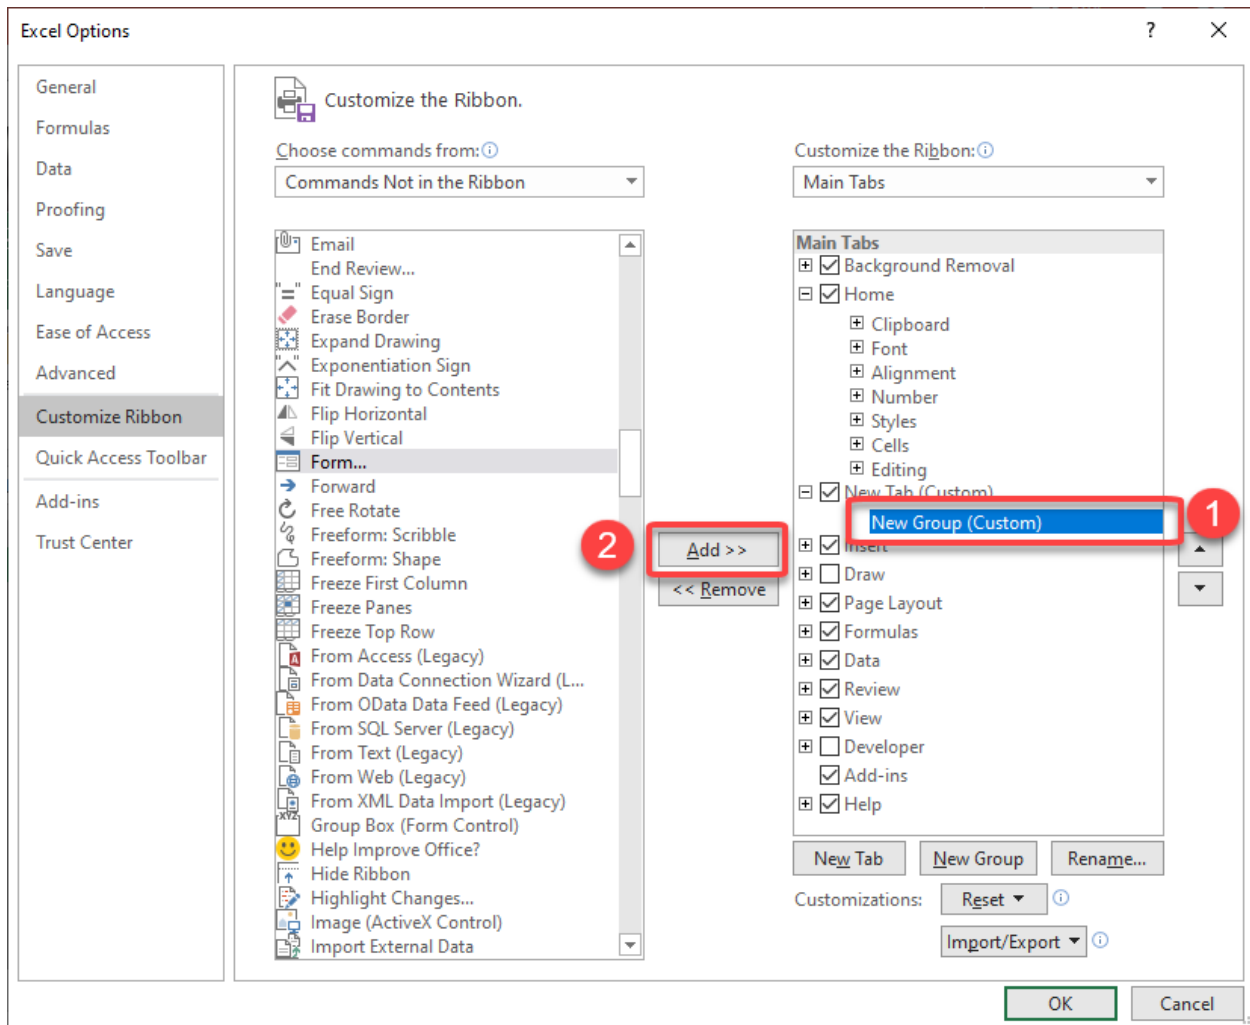 Excel Options
?
General
Formulas
Data
Proofing
Save
Language
Ease of Access
Advanced
Customize Ribbon
Quick Access Toolbar
Add-ins
Trust Center
Customize the Ribbon.
Choose commands from:
Commands Not in the Ribbon
Email
End Review...
"=" Equal Sign
Erase Border
Expand Drawing
Exponentiation Sign
Fit Drawing to Contents
Flip Horizontal
Flip Vertical
Form...
Forward
Free Rotate
Freeform: Scribble
Freeform: Shape
Freeze First Column
Freeze Panes
Freeze Top Row
From Access (Legacy)
From Data Connection Wizard (L...
From OData Data Feed (Legacy)
From SQL Server (Legacy)
From Text (Legacy)
From Web (Legacy)
From XML Data Import (Legacy)
XYZ Group Box (Form Control)
Help Improve Office?
Hide Ribbon
Highlight Changes...
Image (ActiveX Control)
Import External Data
2
Add >>
<< Remove
Customize the Ribbon:
Main Tabs
Main Tabs
Background Removal
Home
Clipboard
Font
Alignment
Number
Styles
Cells
Editing
New Tab (Custom)
New Group (Custom)
1
Insert
Draw
Page Layout
Formulas
Data
Review
View
Developer
Add-ins
Help
New Tab
New Group
Rename...
Customizations:
Reset
Import/Export
OK
Cancel